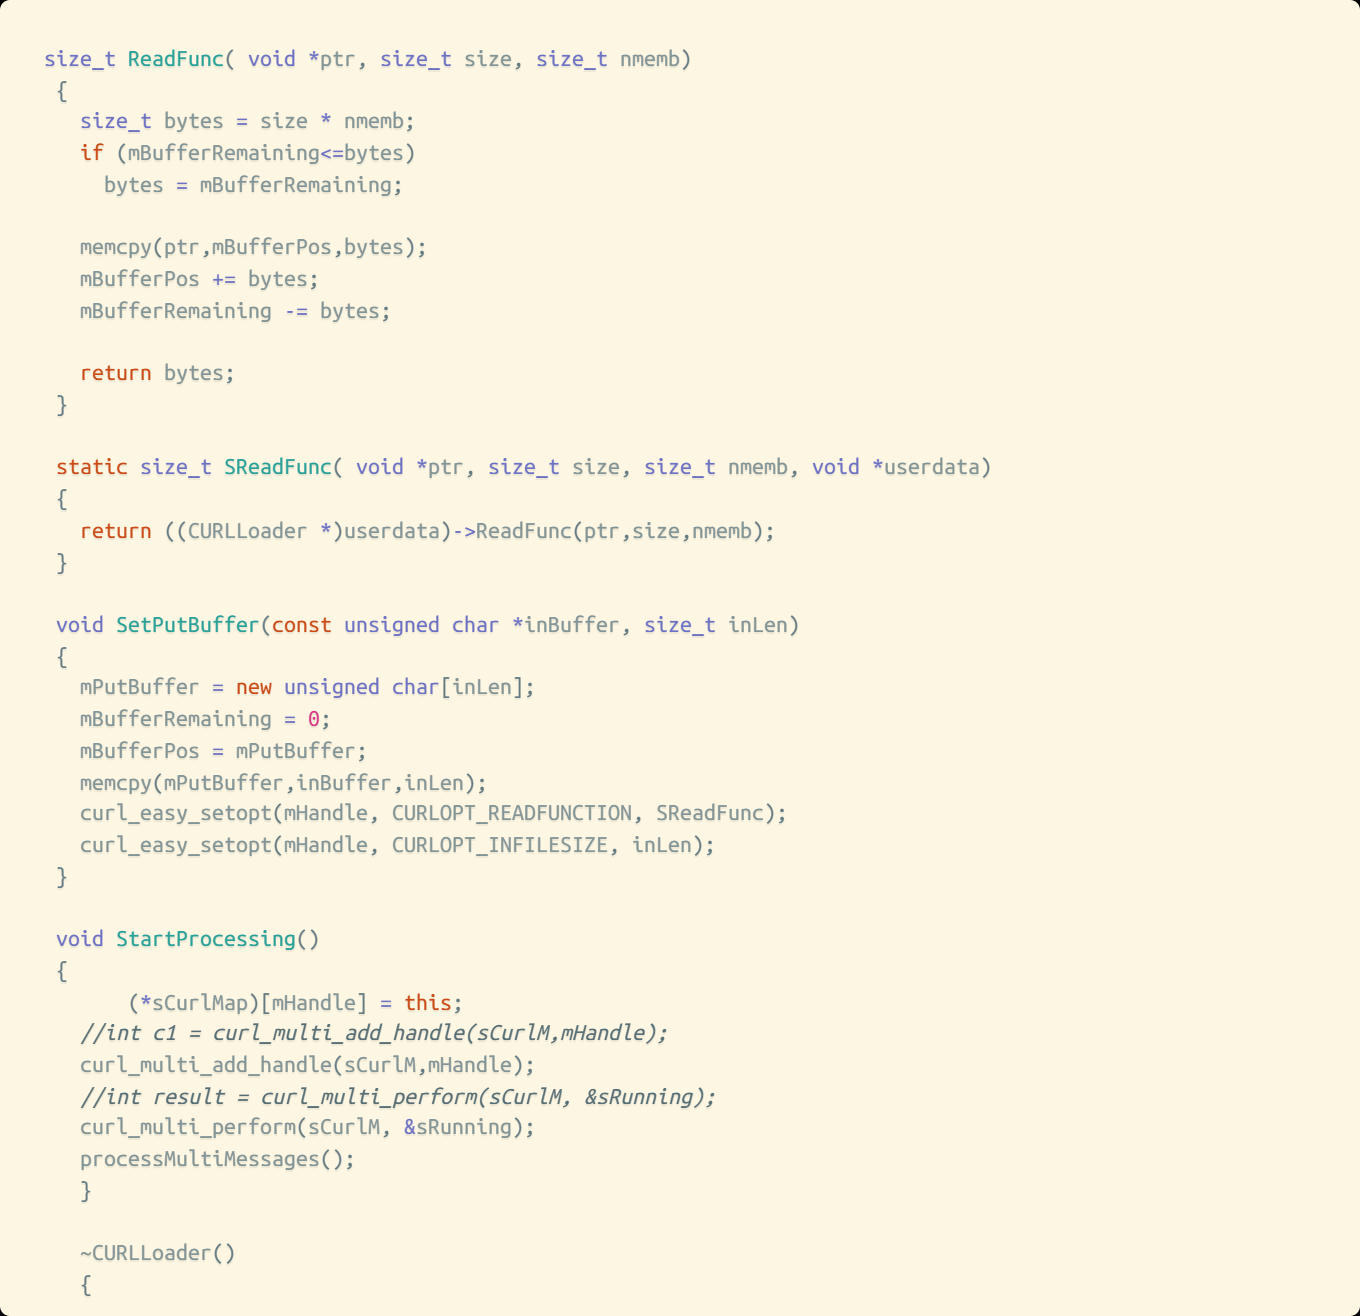 size_t ReadFunc( void *ptr, size_t size, size_t nmemb)
 {
   size_t bytes = size * nmemb;
   if (mBufferRemaining<=bytes)
     bytes = mBufferRemaining;

   memcpy(ptr,mBufferPos,bytes);
   mBufferPos += bytes;
   mBufferRemaining -= bytes;

   return bytes;
 }

 static size_t SReadFunc( void *ptr, size_t size, size_t nmemb, void *userdata)
 {
   return ((CURLLoader *)userdata)->ReadFunc(ptr,size,nmemb);
 }

 void SetPutBuffer(const unsigned char *inBuffer, size_t inLen)
 {
   mPutBuffer = new unsigned char[inLen];
   mBufferRemaining = 0;
   mBufferPos = mPutBuffer;
   memcpy(mPutBuffer,inBuffer,inLen);
   curl_easy_setopt(mHandle, CURLOPT_READFUNCTION, SReadFunc);
   curl_easy_setopt(mHandle, CURLOPT_INFILESIZE, inLen);
 }

 void StartProcessing()
 {
       (*sCurlMap)[mHandle] = this;
   //int c1 = curl_multi_add_handle(sCurlM,mHandle);
   curl_multi_add_handle(sCurlM,mHandle);
   //int result = curl_multi_perform(sCurlM, &sRunning);
   curl_multi_perform(sCurlM, &sRunning);
   processMultiMessages();
   }

   ~CURLLoader()
   {